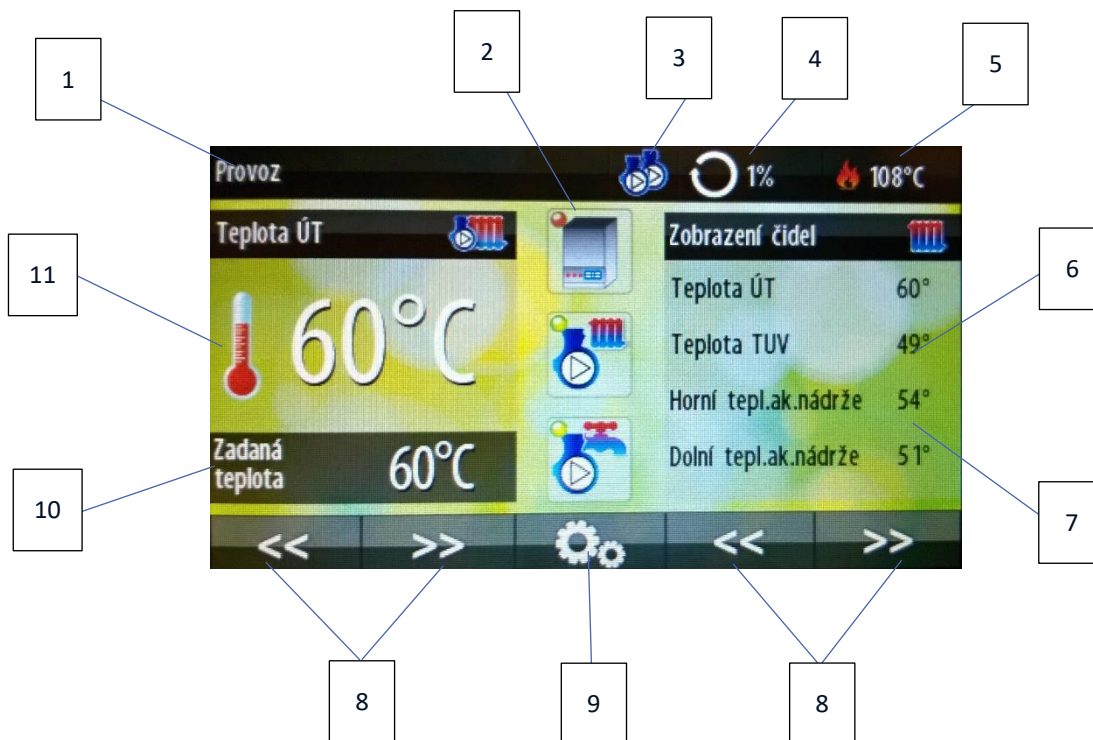 2
3
4
5
1
Provoz
1%
108°C
Teplota ÚT
Zobrazení čidel
11
60°C
Teplota ÚT 60°
6
Teplota TUV 49°
Horní tepl.ak.nádrže 54°
Zadaná
teplota
60°C
Dolní tepl.ak.nádrže 51°
10
7
<<
>>
<<
>>
8
9
8